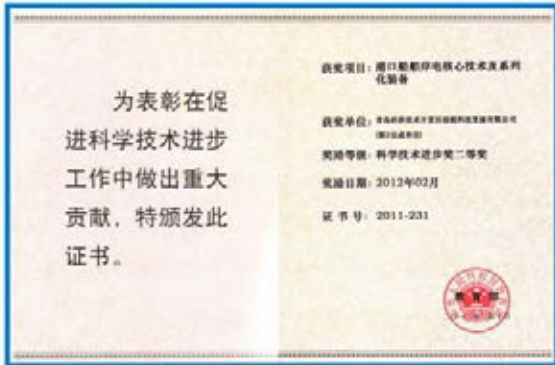 为表彰在促
进科学技术进步
工作中做出重大
贡献，特颁发此
证书。
获奖项目：港口船舶岸电核心技术及系列
化装备
获奖单位：
奖励等级：科学技术进步奖二等奖
奖励日期：2012年02月
证书号：2011-231
教育部